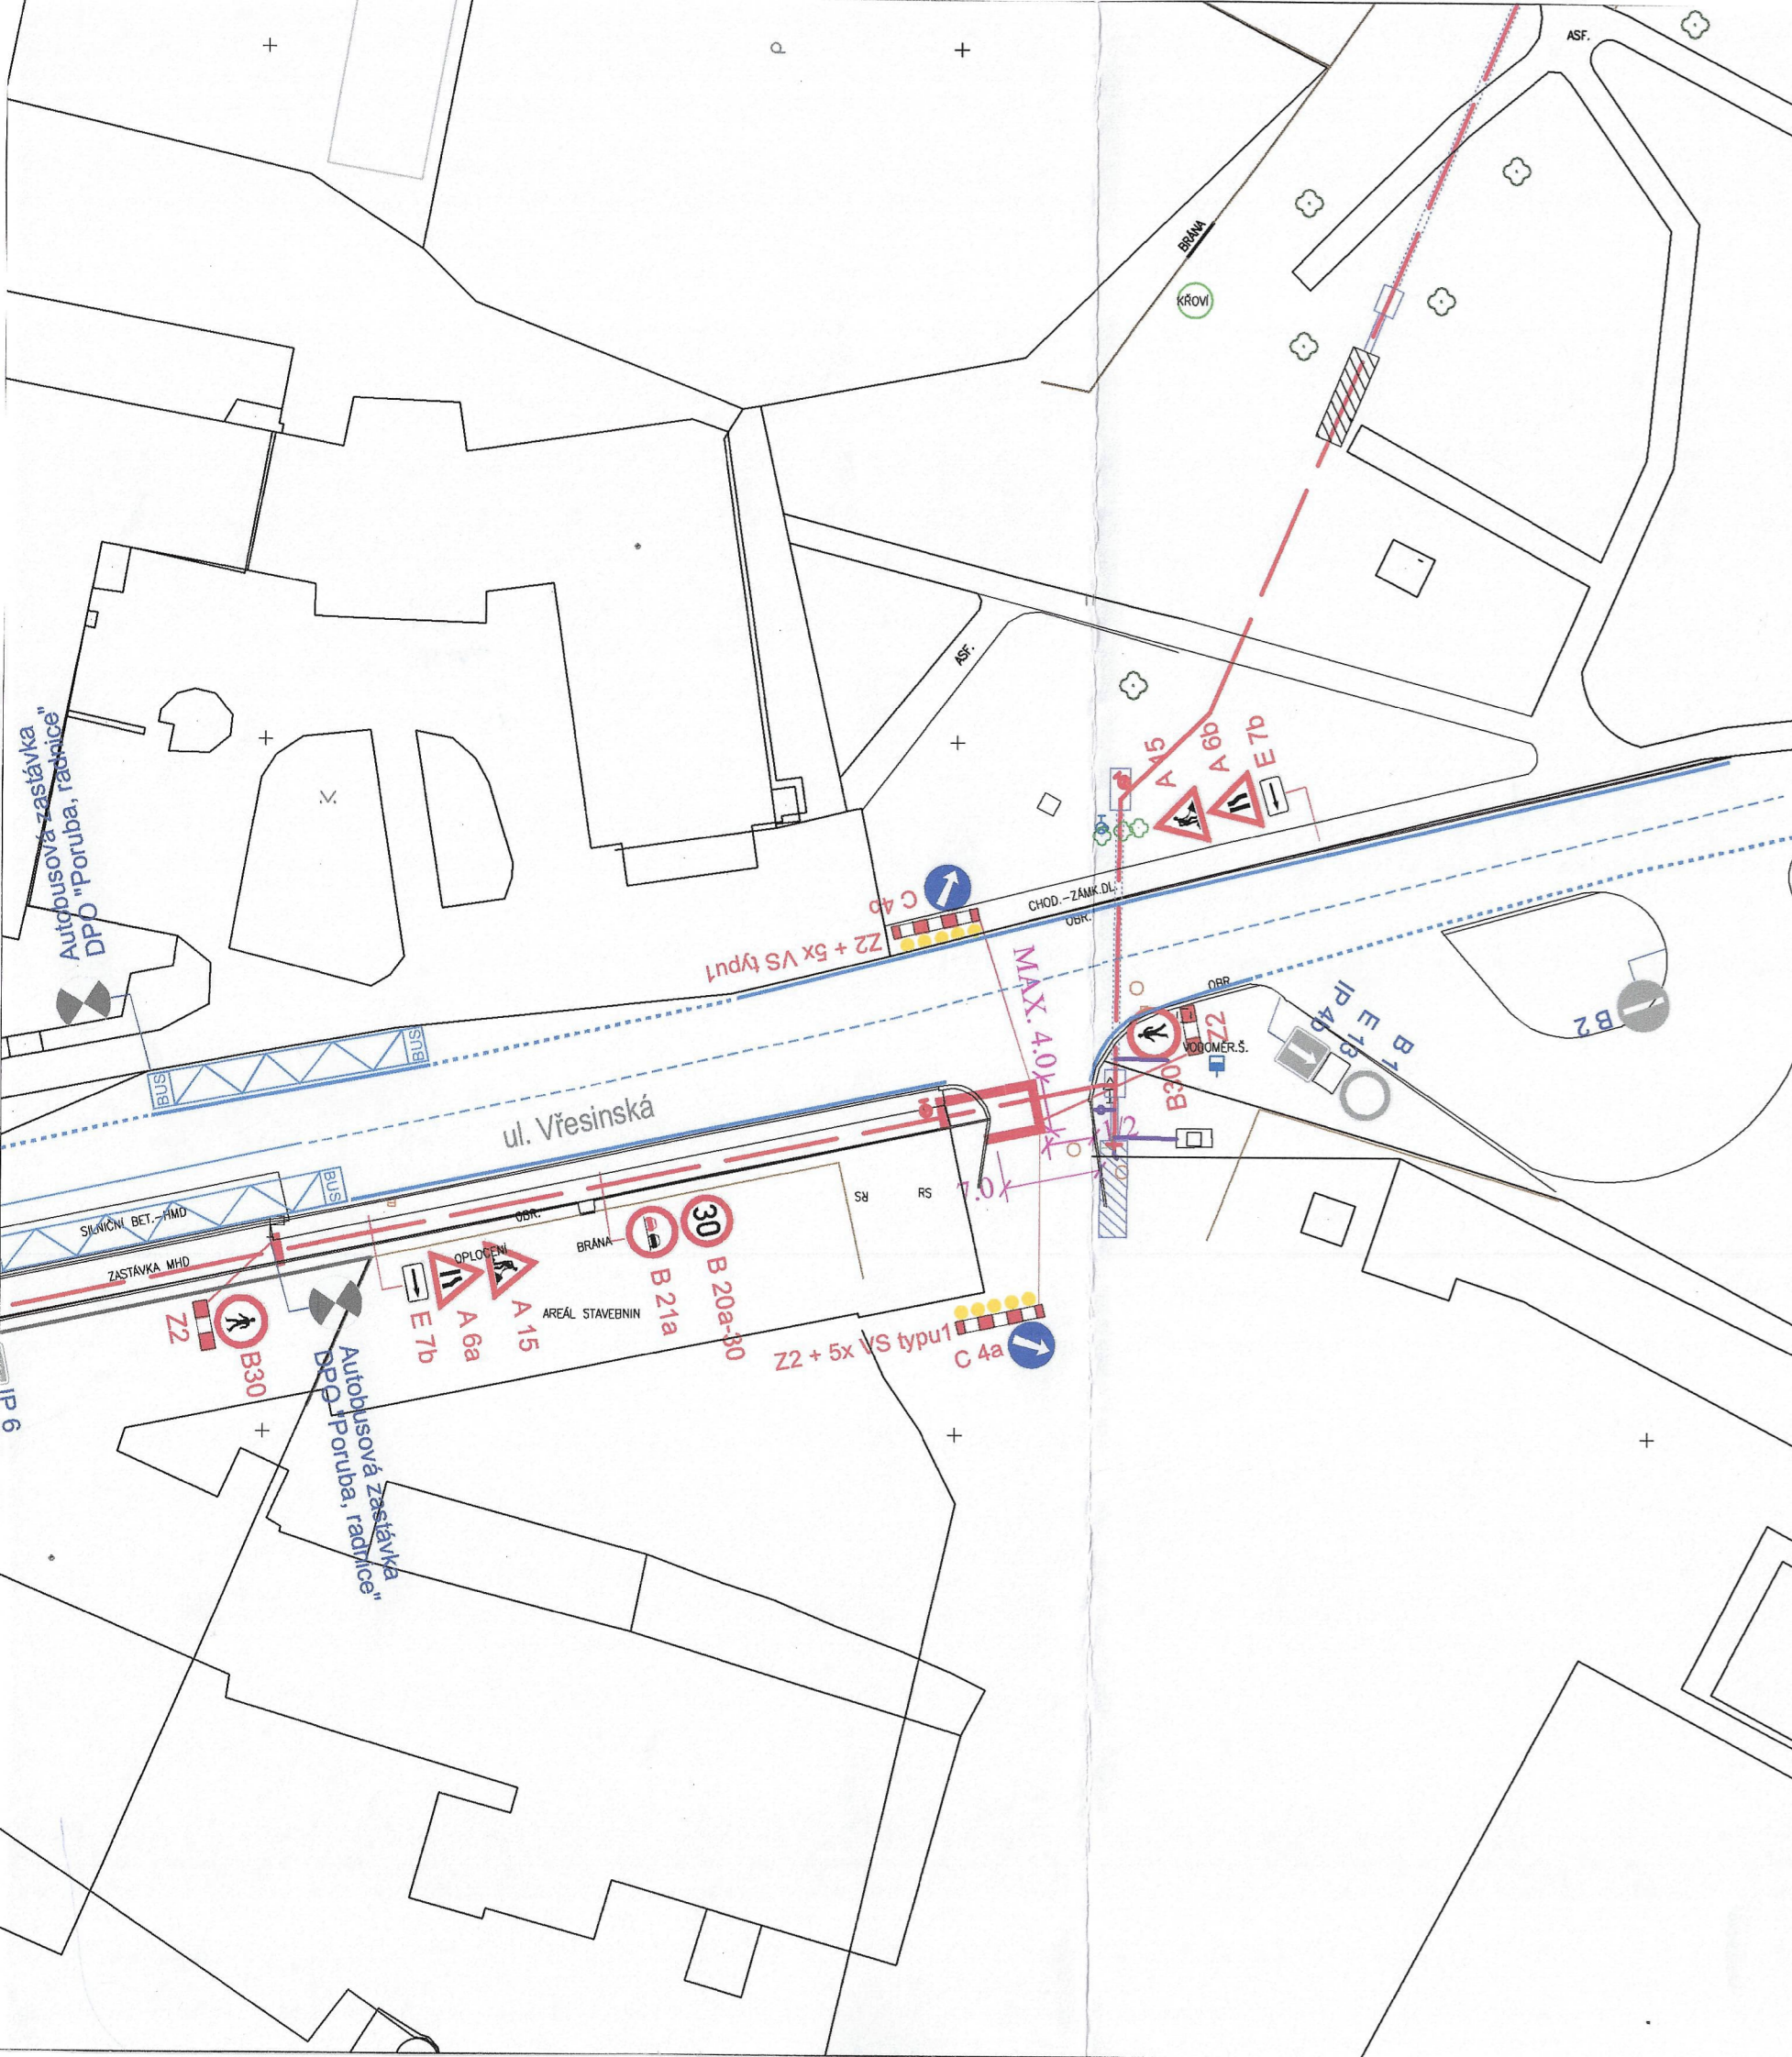 ASF.
BRÁNA
KŘOVÍ
ASF.
Autobusová zastávka
DPO "Poruba, radnice"
A 15
A 6b
E 7b
C 4b
Z2 + 5x VS typu1
CHOD.-ZÁMK.DL.
OBR.
MAX. 4.0
OBR.
IP 4b
E 13
B 1
B2
Z2
VODOMĚR.Š.
B30
BUS
BUS
ul. Vřesinská
BUS
SILNIČNÍ BET.-HMD
ZASTÁVKA MHD
OBR.
RS
RS
7.0
BRÁNA
30
OPLOCENÍ
Z2
B30
E 7b
A 6a
A 15
B 21a
B 20a-30
AREÁL STAVEBNIN
Z2 + 5x VS typu1
C 4a
Autobusová zastávka
DPO "Poruba, radnice"
IP 6